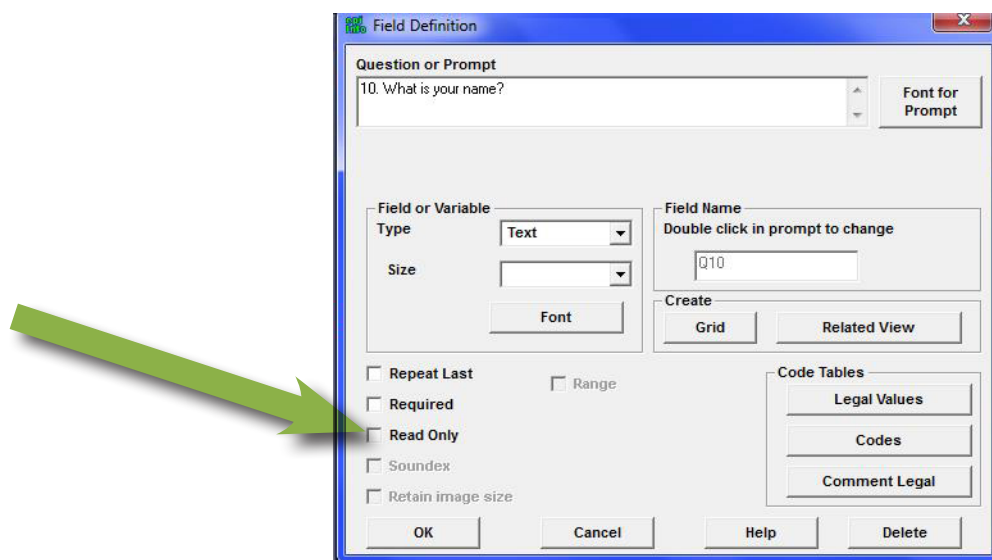 Epi Info Field Definition
Question or Prompt
10. What is your name?
Font for Prompt
Field or Variable
Type Text
Size
Font
Field Name
Double click in prompt to change
Q10
Create
Grid Related View
Repeat Last
Range
Required
Read Only
Soundex
Retain image size
Code Tables
Legal Values
Codes
Comment Legal
OK Cancel Help Delete